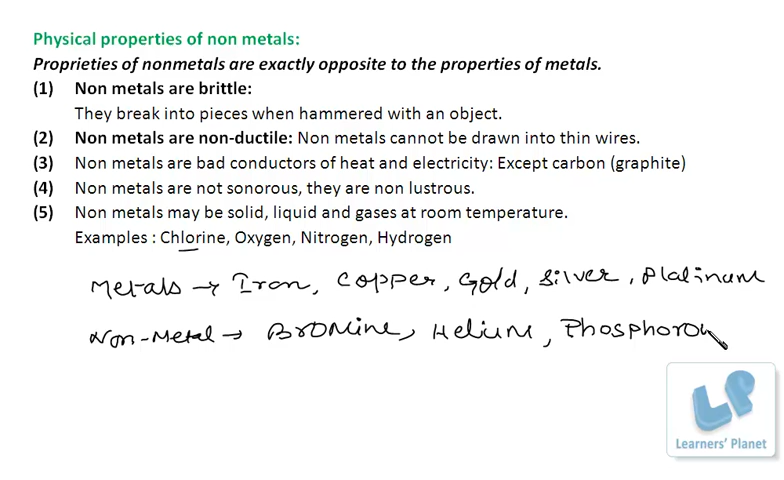 Physical properties of non metals:
Proprieties of nonmetals are exactly opposite to the properties of metals.
(1) Non metals are brittle:
They break into pieces when hammered with an object.
(2) Non metals are non-ductile: Non metals cannot be drawn into thin wires.
(3) Non metals are bad conductors of heat and electricity: Except carbon (graphite)
(4) Non metals are not sonorous, they are non lustrous.
(5) Non metals may be solid, liquid and gases at room temperature.
Examples : Chlorine, Oxygen, Nitrogen, Hydrogen
Metals → Iron, Copper, Gold, Silver, Platinum
Non-Metal → Bromine, Helium, Phosphorou
LP
Learners' Planet